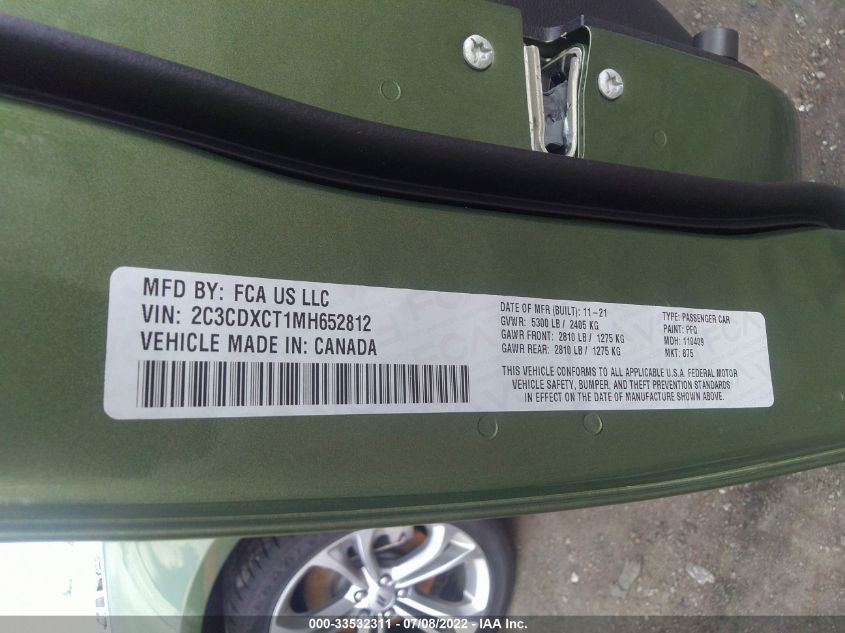 MFD BY: FCA US LLC
VIN: 2C3CDXCT1MH652812
VEHICLE MADE IN: CANADA
DATE OF MFR (BUILT): 11-21
GVWR: 5300 LB / 2405 KG
GAWR FRONT: 2810 LB / 1275 KG
GAWR REAR: 2810 LB / 1275 KG
TYPE: PASSENGER CAR
PAINT: PFQ
MDH: 110409
MKT: 875
THIS VEHICLE CONFORMS TO ALL APPLICABLE U.S.A. FEDERAL MOTOR
VEHICLE SAFETY, BUMPER, AND THEFT PREVENTION STANDARDS
IN EFFECT ON THE DATE OF MANUFACTURE SHOWN ABOVE.
000-33532311 - 07/08/2022 - IAA Inc.